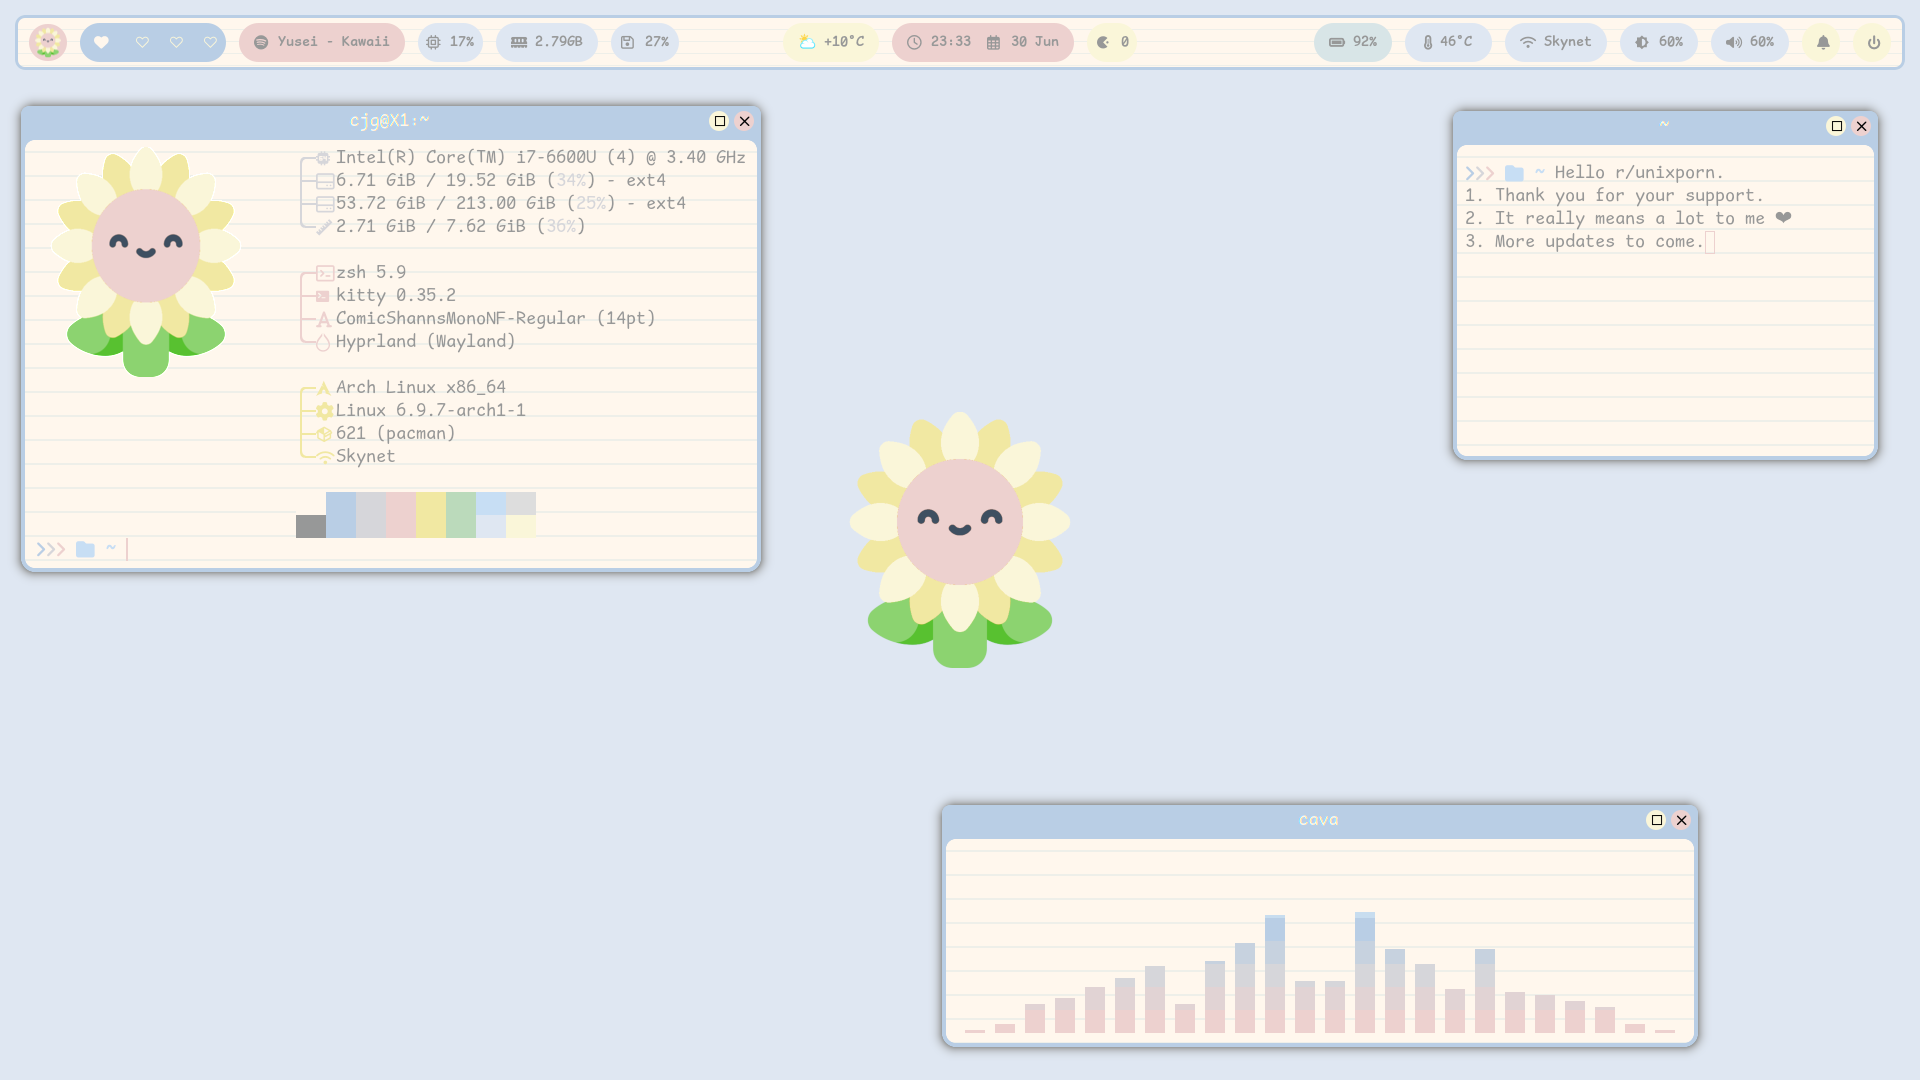 Yusei - Kawaii 17% 2.79GB 27% +10°C 23:33 30 Jun 0 92% 46°C Skynet 60% 60%
cjg@X1:~
Intel(R) Core(TM) i7-6600U (4) @ 3.40 GHz
6.71 GiB / 19.52 GiB (34%) - ext4
53.72 GiB / 213.00 GiB (25%) - ext4
2.71 GiB / 7.62 GiB (36%)
zsh 5.9
kitty 0.35.2
ComicShannsMonoNF-Regular (14pt)
Hyprland (Wayland)
Arch Linux x86_64
Linux 6.9.7-arch1-1
621 (pacman)
Skynet
~
~
~ Hello r/unixporn.
1. Thank you for your support.
2. It really means a lot to me ❤
3. More updates to come.
cava